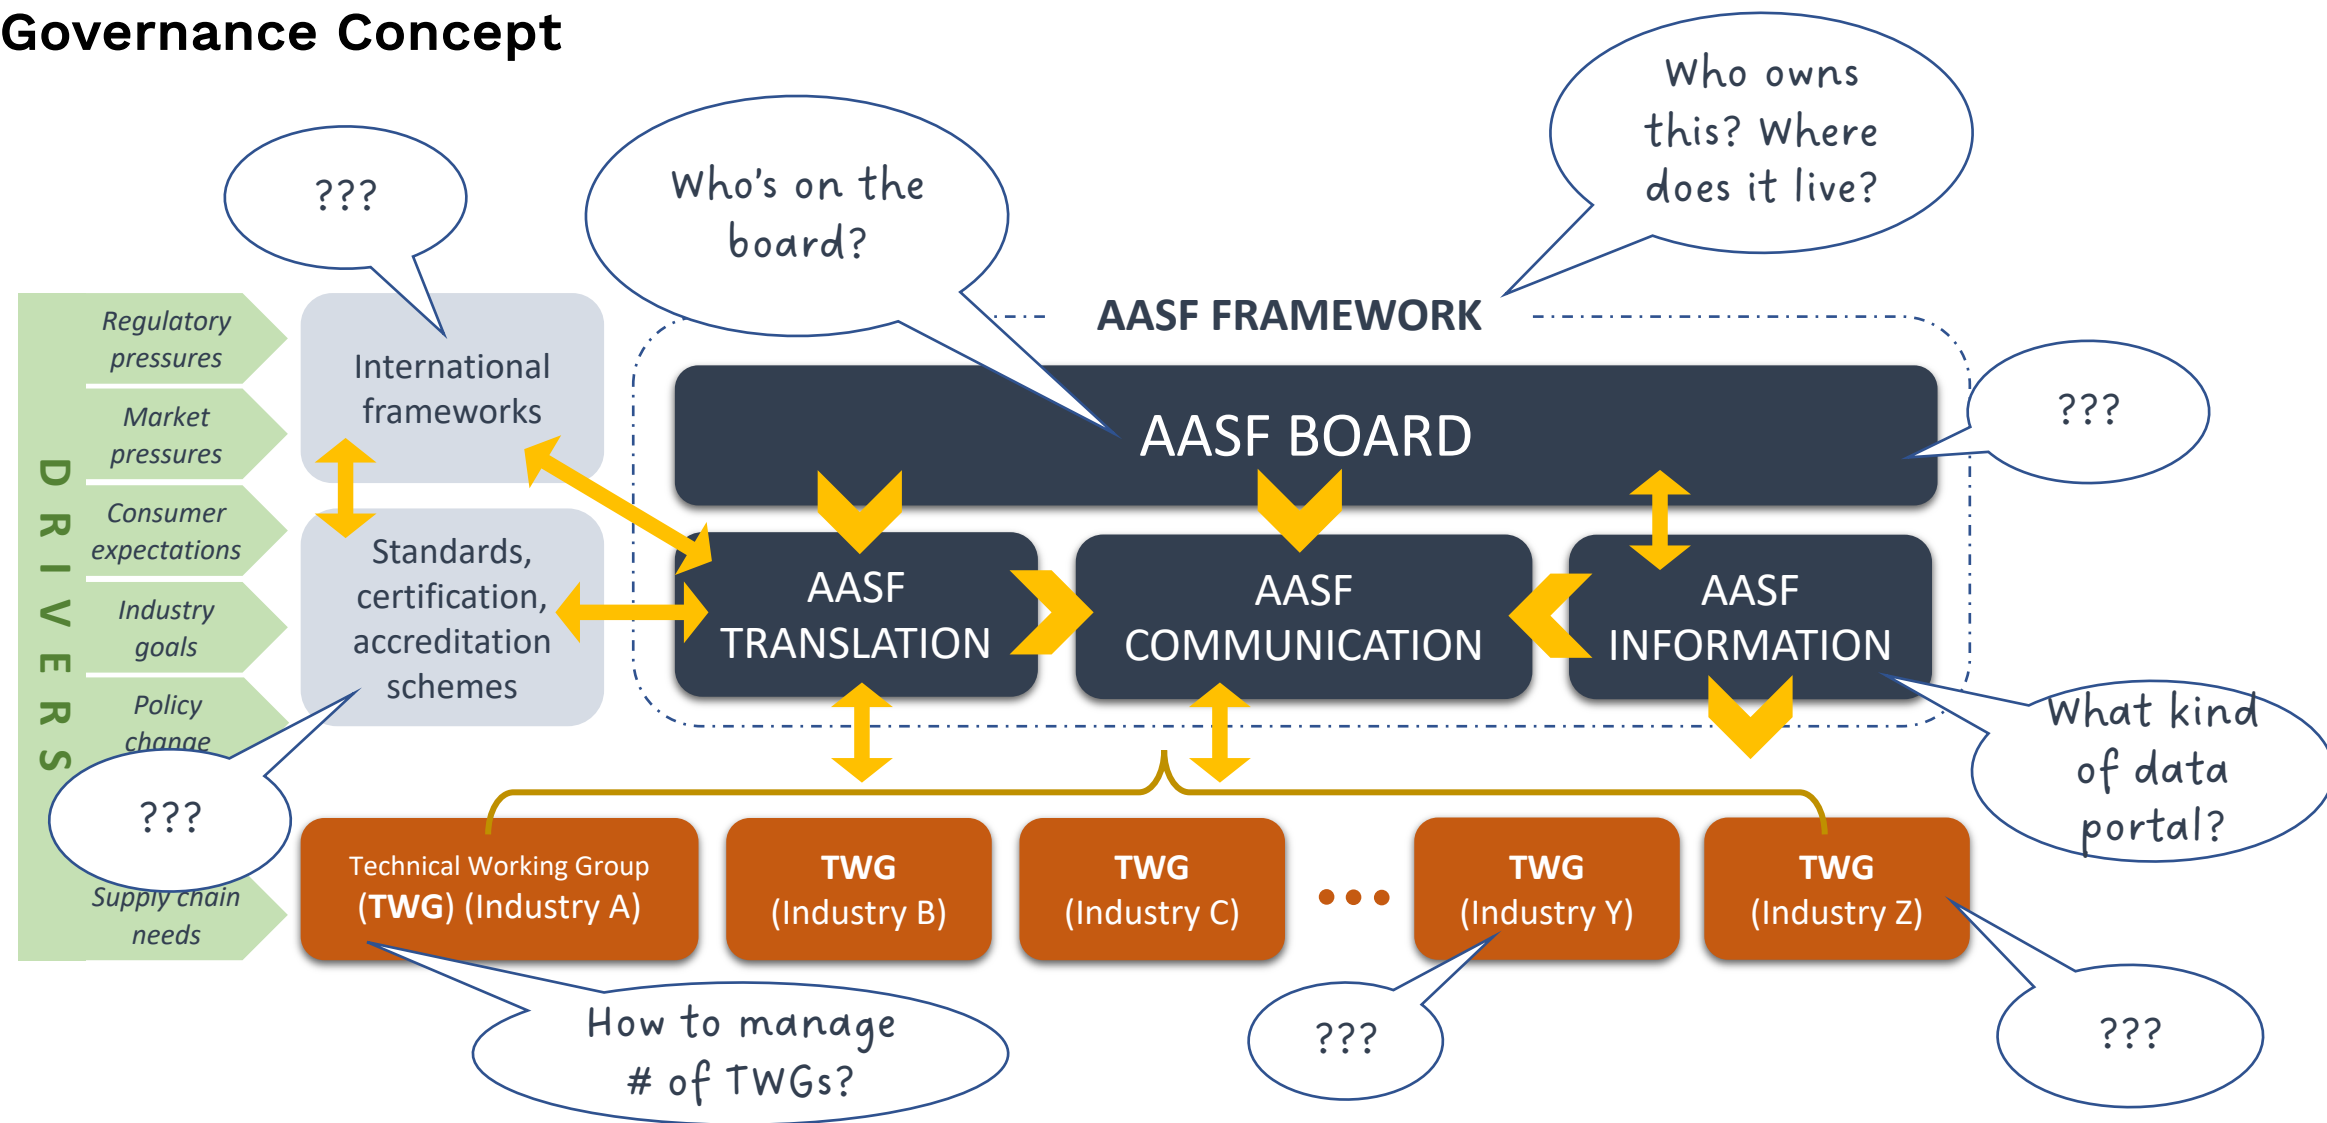 Governance Concept
Who owns
this? Where
does it live?
Who's on the
board?
???
AASF FRAMEWORK
DRIVERS
Regulatory
pressures
Market
pressures
Consumer
expectations
Industry
goals
Policy
change
Supply chain
needs
International
frameworks
Standards,
certification,
accreditation
schemes
???
AASF BOARD
???
AASF
TRANSLATION
AASF
COMMUNICATION
AASF
INFORMATION
What kind
of data
portal?
Technical Working Group
(TWG) (Industry A)
TWG
(Industry B)
TWG
(Industry C)
TWG
(Industry Y)
TWG
(Industry Z)
How to manage
# of TWGs?
???
???